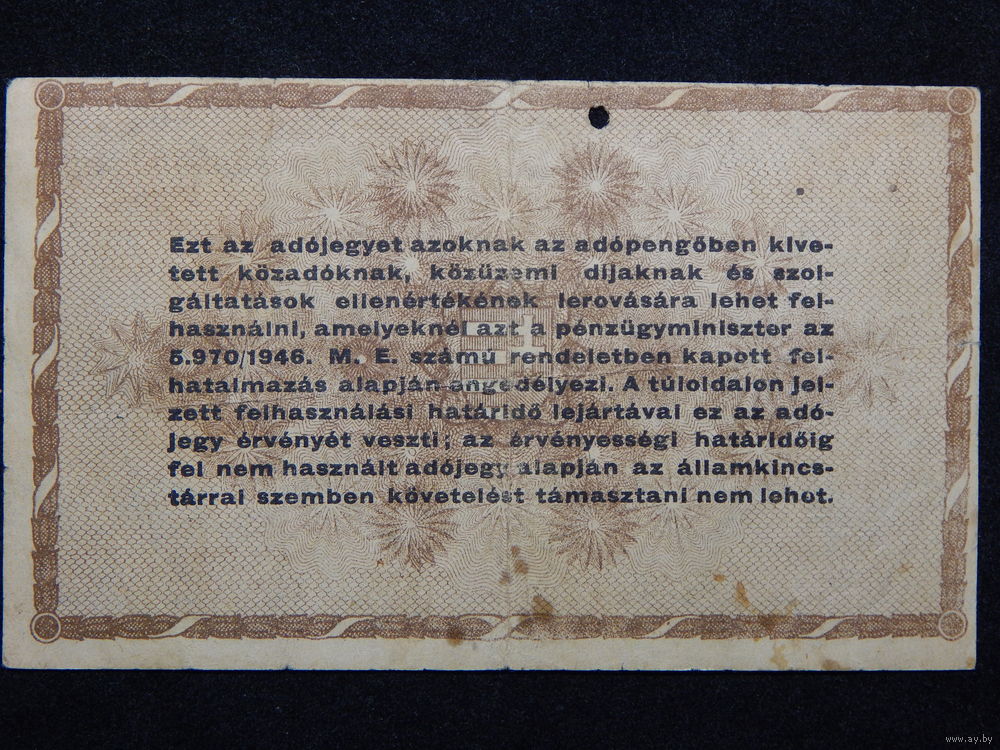 Ezt az adójegyet azoknak az adópengőben kive-
tett közadóknak, közüzemi díjaknak és szol-
gáltatások ellenértékének lerovására lehet fel-
használni, amelyeknél azt a pénzügyminiszter az
5.970/1946. M. E. számú rendeletben kapott fel-
hatalmazás alapján engedélyezi. A túloldalon jel-
zett felhasználási határidő lejártával ez az adó-
jegy érvényét veszti; az érvényességi határidőig
fel nem használt adójegy alapján az államkincs-
tárral szemben követelést támasztani nem lehet.
www.ay.by